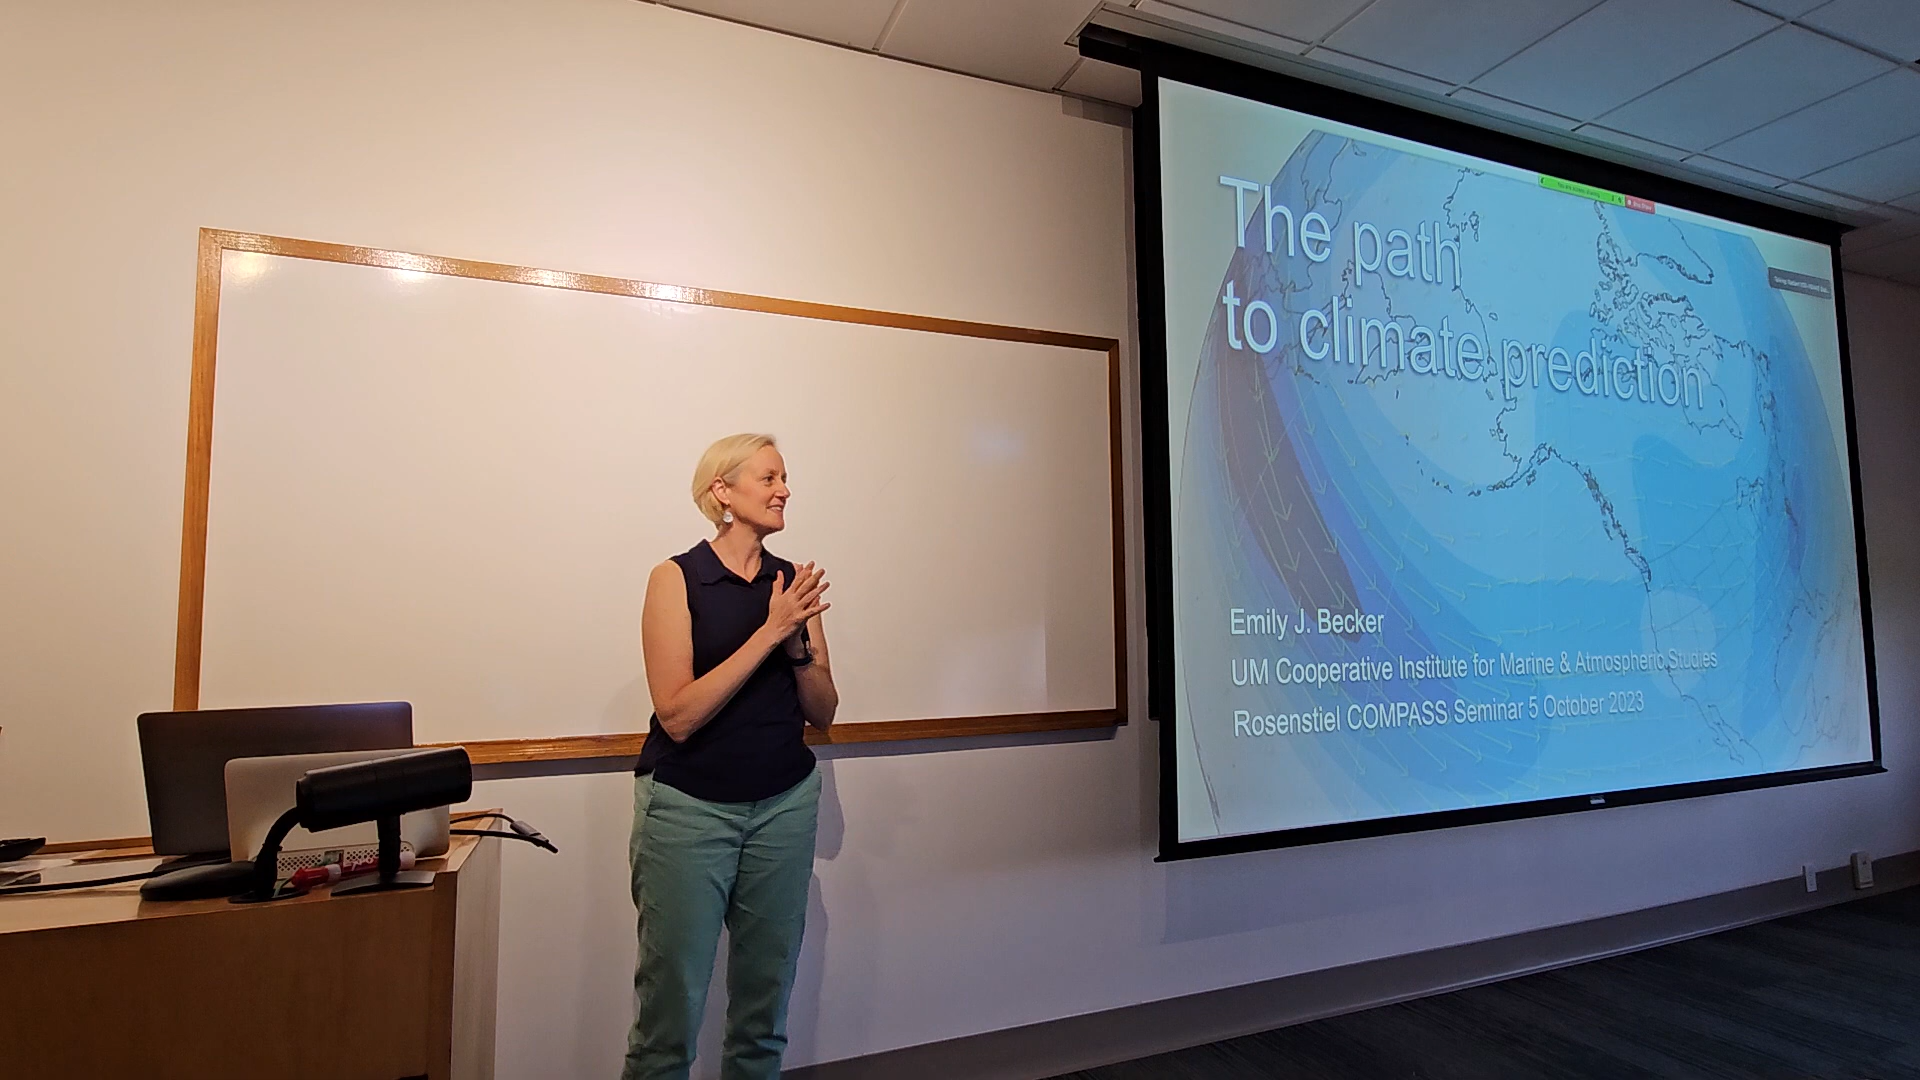 The path
to climate prediction
Emily J. Becker
UM Cooperative Institute for Marine & Atmospheric Studies
Rosenstiel COMPASS Seminar 5 October 2023